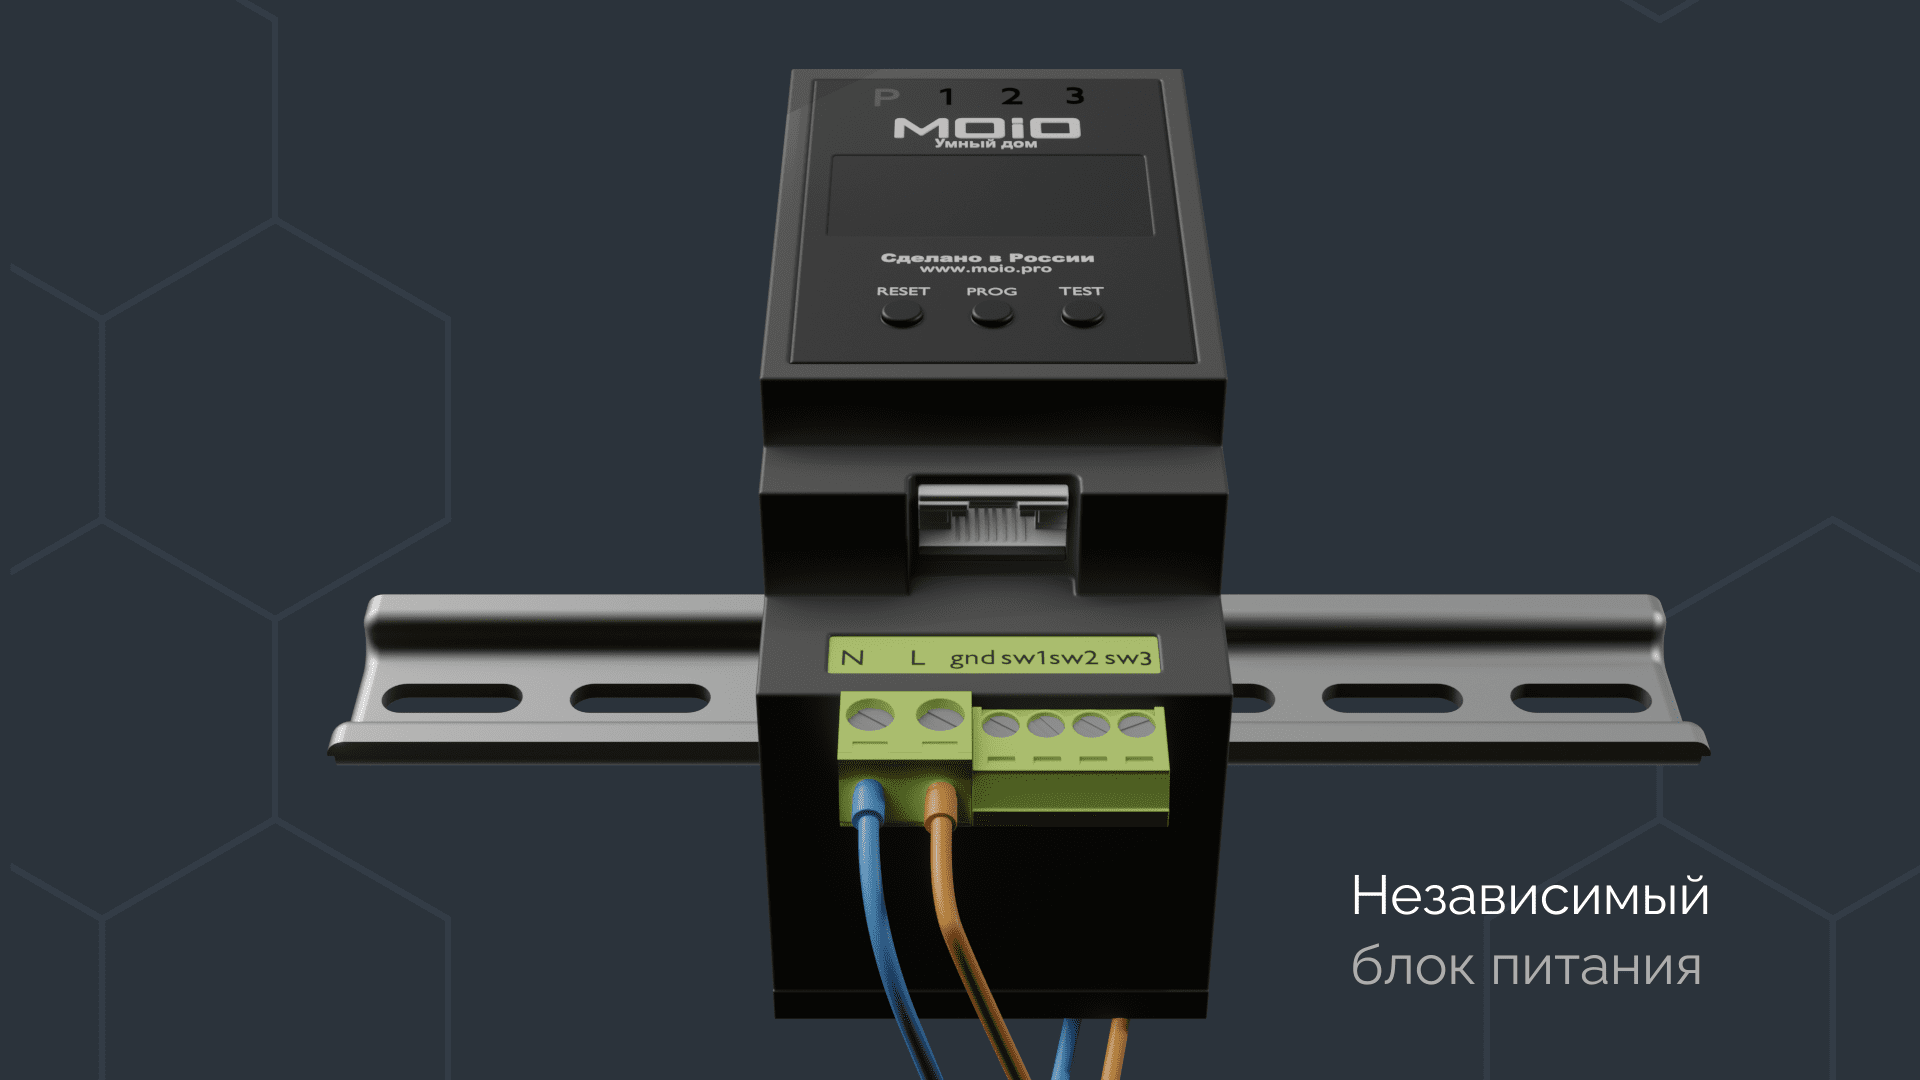 P 1 2 3
MOiO
Умный дом
Сделано в России
www.moio.pro
RESET PROG TEST
N L gnd sw1 sw2 sw3
Независимый
блок питания